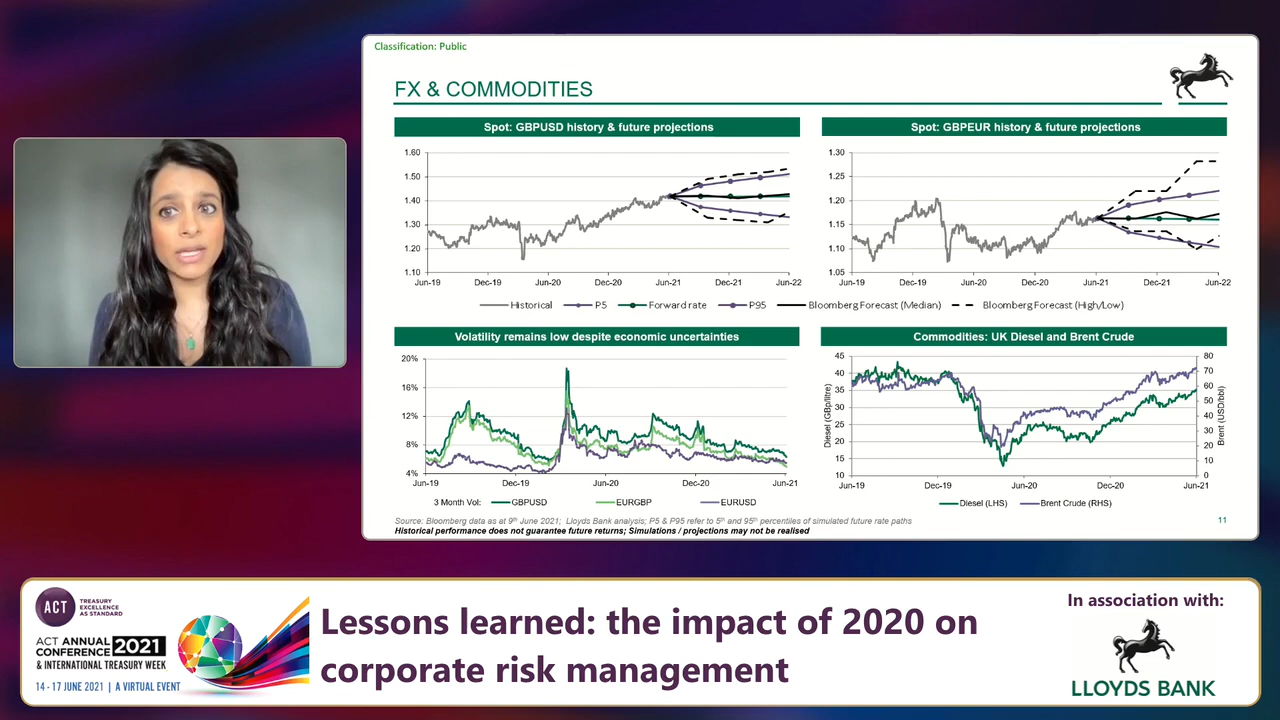 Classification: Public
FX & COMMODITIES
Spot: GBPUSD history & future projections
1.60
1.50
1.40
1.30
1.20
1.10
Jun-19 Dec-19 Jun-20 Dec-20 Jun-21 Dec-21 Jun-22
Spot: GBPEUR history & future projections
1.30
1.25
1.20
1.15
1.10
1.05
Jun-19 Dec-19 Jun-20 Dec-20 Jun-21 Dec-21 Jun-22
Historical P5 Forward rate P95 Bloomberg Forecast (Median) Bloomberg Forecast (High/Low)
Volatility remains low despite economic uncertainties
20%
16%
12%
8%
4%
Jun-19 Dec-19 Jun-20 Dec-20 Jun-21
3 Month Vol: GBPUSD EURGBP EURUSD
Commodities: UK Diesel and Brent Crude
Diesel (GBp/litre)
45
40
35
30
25
20
15
10
80
70
60
50
40
30
20
10
0
Brent (USD/bbl)
Jun-19 Dec-19 Jun-20 Dec-20 Jun-21
Diesel (LHS) Brent Crude (RHS)
Source: Bloomberg data as at 9th June 2021; Lloyds Bank analysis; P5 & P95 refer to 5th and 95th percentiles of simulated future rate paths
Historical performance does not guarantee future returns; Simulations / projections may not be realised
11
ACT
TREASURY
EXCELLENCE
AS STANDARD
ACT ANNUAL
CONFERENCE 2021
& INTERNATIONAL TREASURY WEEK
14 - 17 JUNE 2021 | A VIRTUAL EVENT
Lessons learned: the impact of 2020 on
corporate risk management
In association with:
LLOYDS BANK